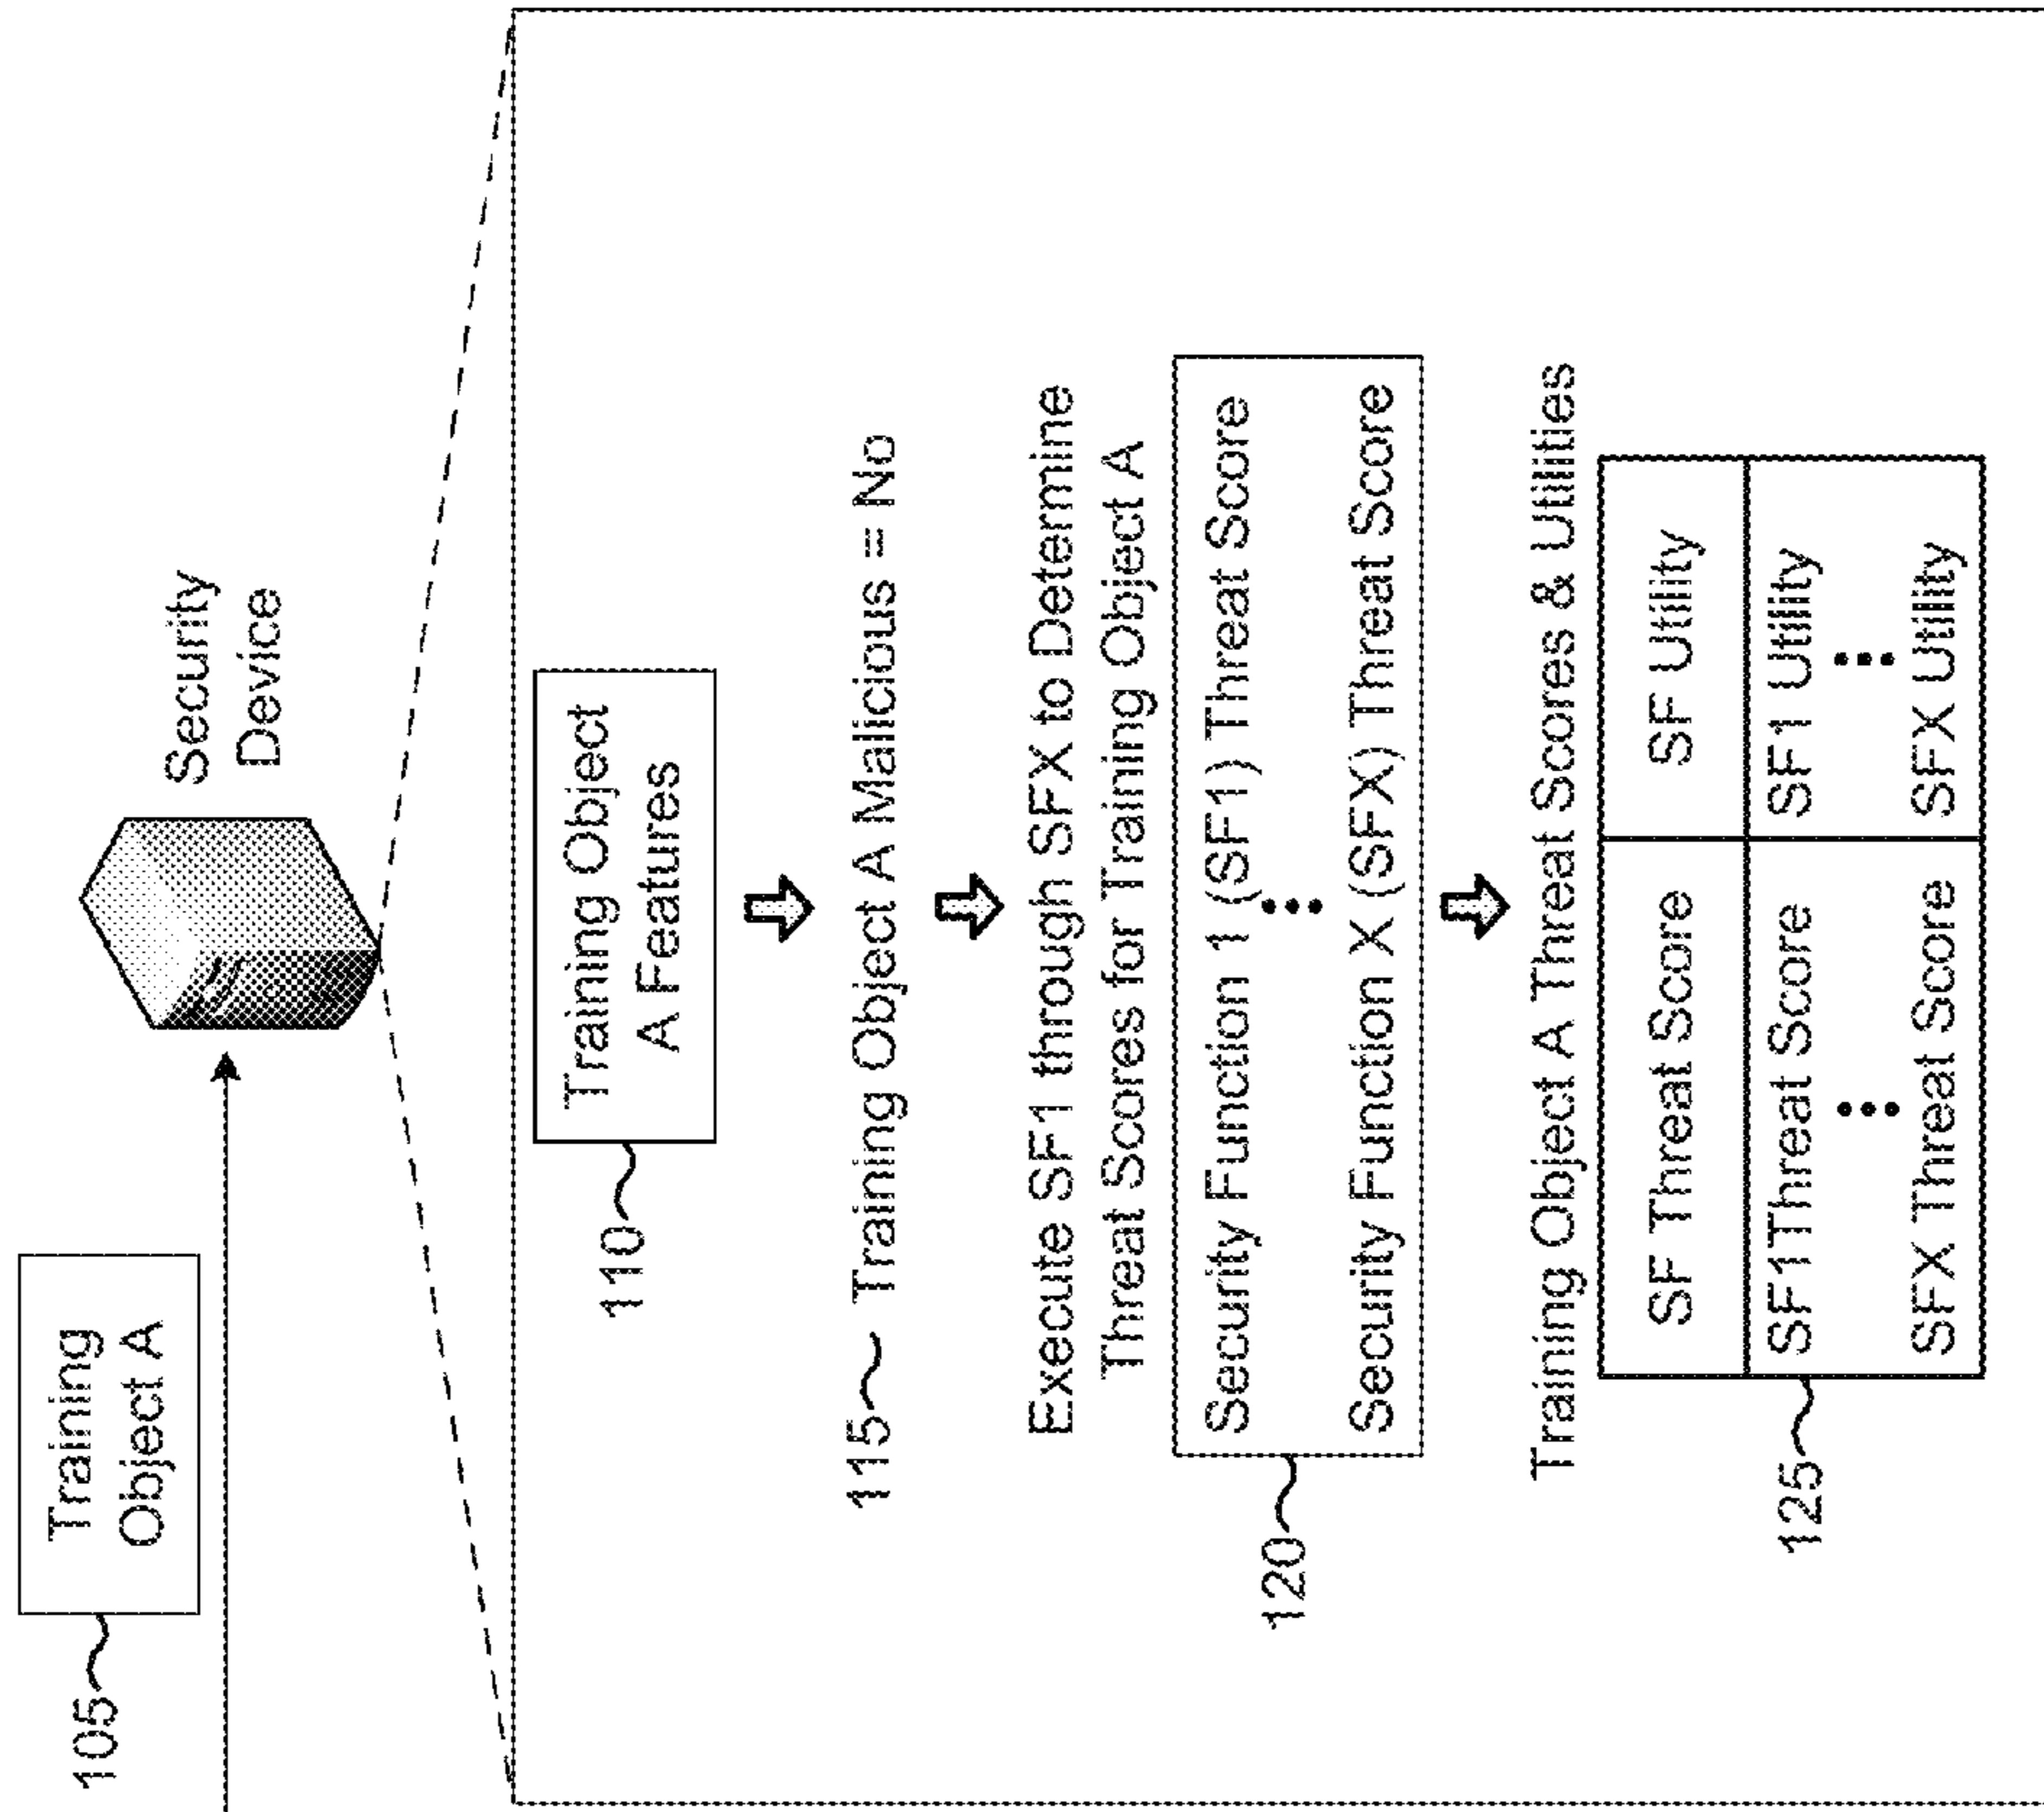 105
Training
Object A
Security
Device
110
Training Object
A Features
115 Training Object A Malicious = No
Execute SF1 through SFX to Determine
Threat Scores for Training Object A
120
Security Function 1 (SF1) Threat Score
Security Function X (SFX) Threat Score
Training Object A Threat Scores & Utilities
125
SF Threat Score
SF Utility
SF1Threat Score
SF1 Utility
SFX Threat Score
SFX Utility